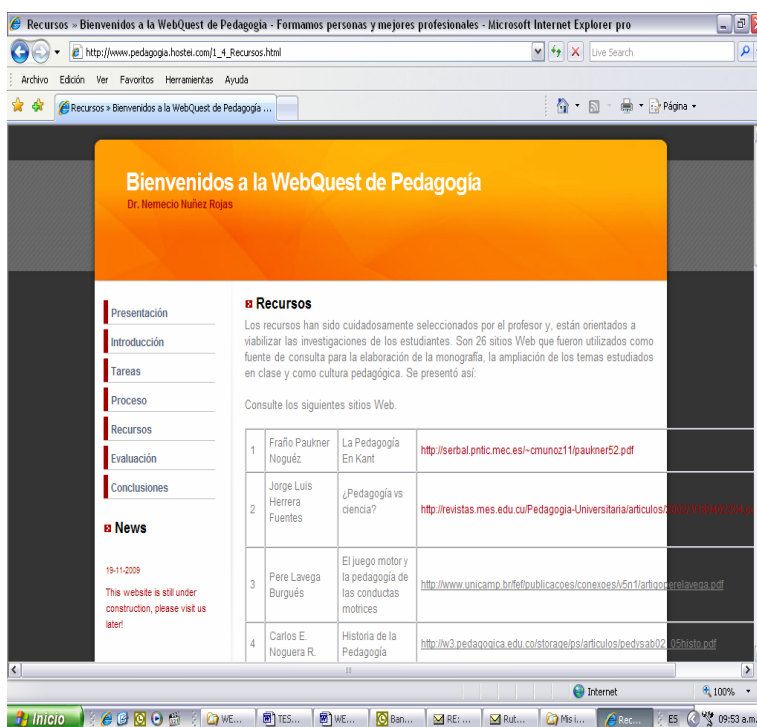 Recursos » Bienvenidos a la WebQuest de Pedagogía - Formamos personas y mejores profesionales - Microsoft Internet Explorer pro
http://www.pedagogia.hostei.com/1_4_Recursos.html
Live Search
Archivo Edición Ver Favoritos Herramientas Ayuda
Recursos » Bienvenidos a la WebQuest de Pedagogía ...
Página
Bienvenidos a la WebQuest de Pedagogía
Dr. Nemecio Nuñez Rojas
Presentación
Introducción
Tareas
Proceso
Recursos
Evaluación
Conclusiones
News
19-11-2009
This website is still under
construction, please visit us
later!
Recursos
Los recursos han sido cuidadosamente seleccionados por el profesor y, están orientados a
viabilizar las investigaciones de los estudiantes. Son 26 sitios Web que fueron utilizados como
fuente de consulta para la elaboración de la monografía, la ampliación de los temas estudiados
en clase y como cultura pedagógica. Se presentó así:
Consulte los siguientes sitios Web.
1 Fraño Paukner Noguéz La Pedagogía En Kant http://serbal.pntic.mec.es/~cmunoz11/paukner52.pdf
2 Jorge Luis Herrera Fuentes ¿Pedagogía vs ciencia? http://revistas.mes.edu.cu/Pedagogia-Universitaria/articulos/
3 Pere Lavega Burgués El juego motor y la pedagogía de las conductas motrices http://www.unicamp.br/fef/publicacoes/conexoes/v5n1/artigoperelavega.pdf
4 Carlos E. Noguera R. Historia de la Pedagogía http://w3.pedagogica.edu.co/storage/ps/articulos/pedysab02_05histo.pdf
Internet
100%
Inicio
WE...
TES...
WE...
Ban...
RE: ...
Rut...
Mis i...
Rec...
ES
09:53 a.m.